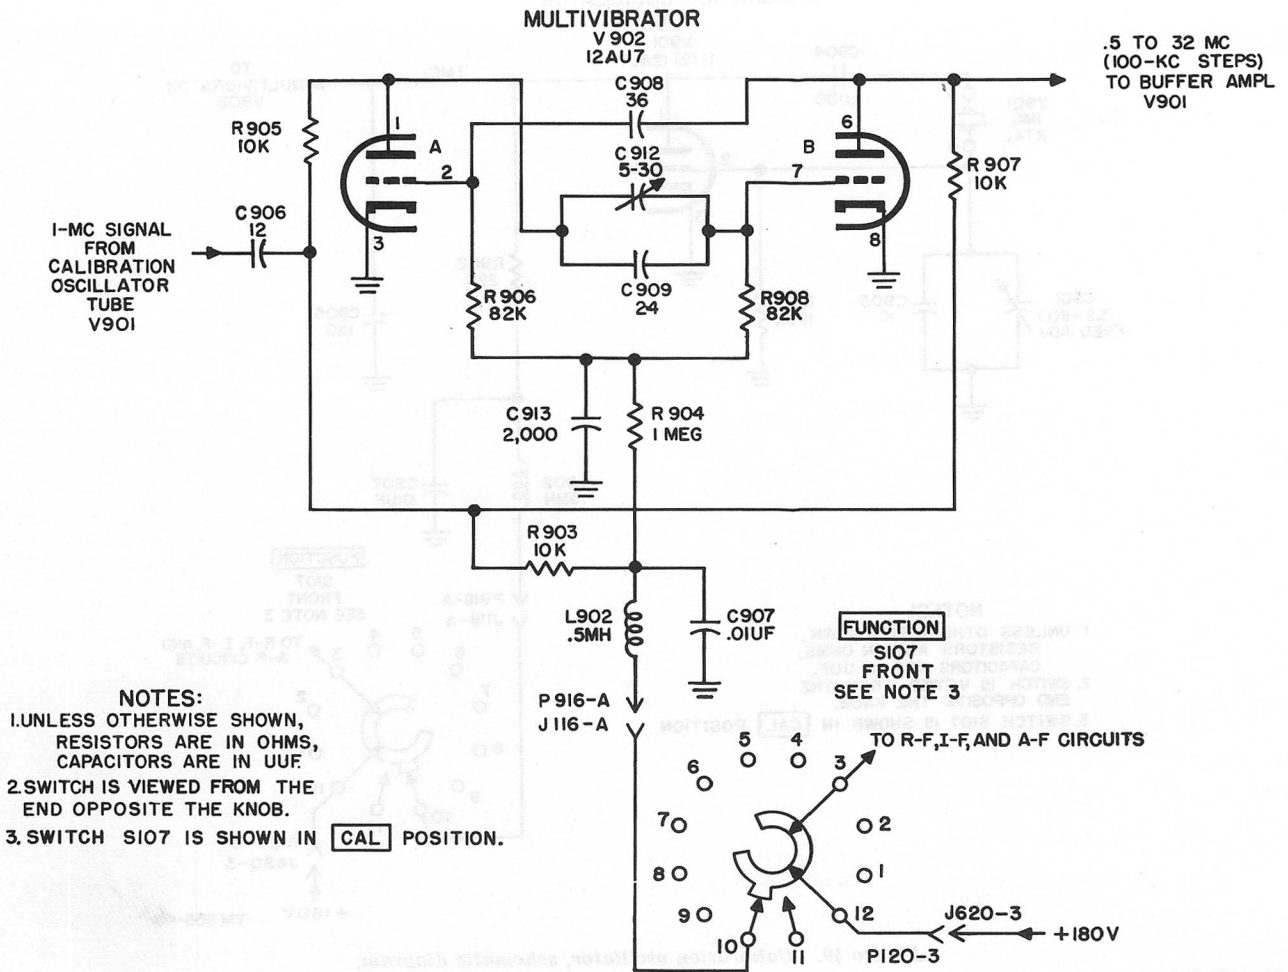 MULTIVIBRATOR
V 902
12AU7
.5 TO 32 MC
(100-KC STEPS)
TO BUFFER AMPL
V901
C 908
36
R 905
10K
1
A
2
3
C 912
5-30
6
B
7
8
R 907
10K
C 906
12
1-MC SIGNAL
FROM
CALIBRATION
OSCILLATOR
TUBE
V901
R 906
82K
C 909
24
R908
82K
C 913
2,000
R 904
1 MEG
R 903
10K
L902
.5MH
C 907
.01UF
FUNCTION
S107
FRONT
SEE NOTE 3
P 916-A
J 116-A
NOTES:
1.UNLESS OTHERWISE SHOWN,
RESISTORS ARE IN OHMS,
CAPACITORS ARE IN UUF.
2.SWITCH IS VIEWED FROM THE
END OPPOSITE THE KNOB.
3. SWITCH S107 IS SHOWN IN CAL POSITION.
TO R-F, I-F, AND A-F CIRCUITS
5
4
3
6
7
2
8
1
9
12
10
11
J620-3
+180V
P120-3